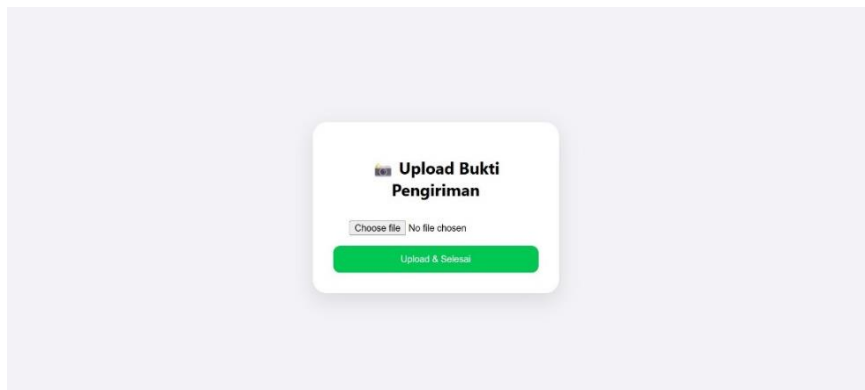 📷 Upload Bukti
Pengiriman
Choose file No file chosen
Upload & Selesai